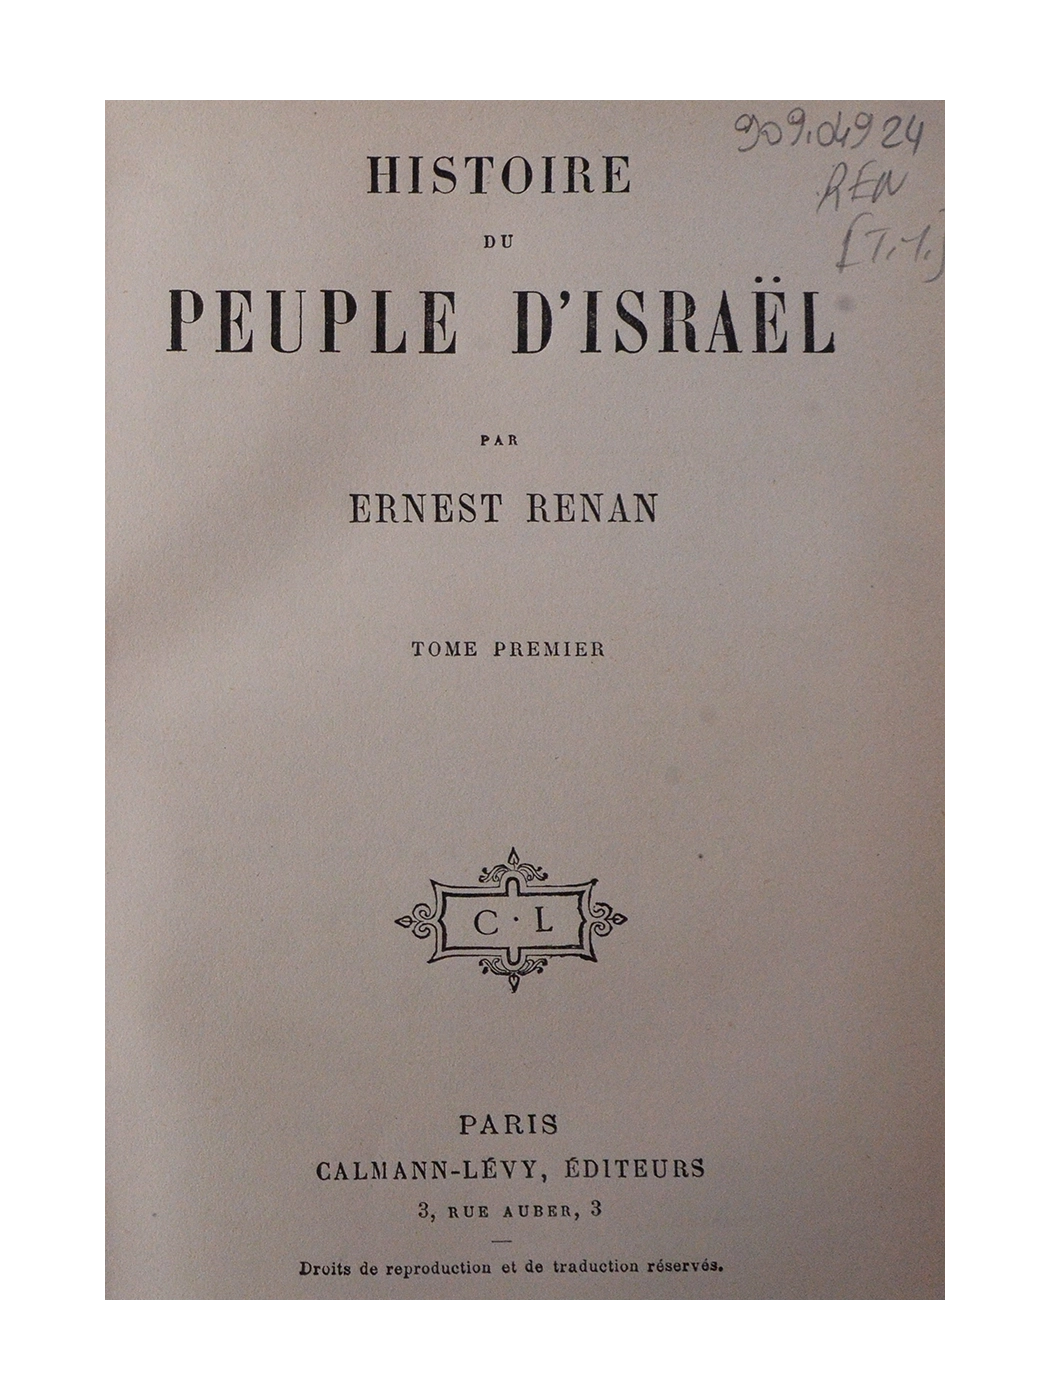 909.04924
REN
[T.1.]
HISTOIRE
DU
PEUPLE D'ISRAËL
PAR
ERNEST RENAN
TOME PREMIER
C · L
PARIS
CALMANN-LÉVY, ÉDITEURS
3, RUE AUBER, 3
Droits de reproduction et de traduction réservés.